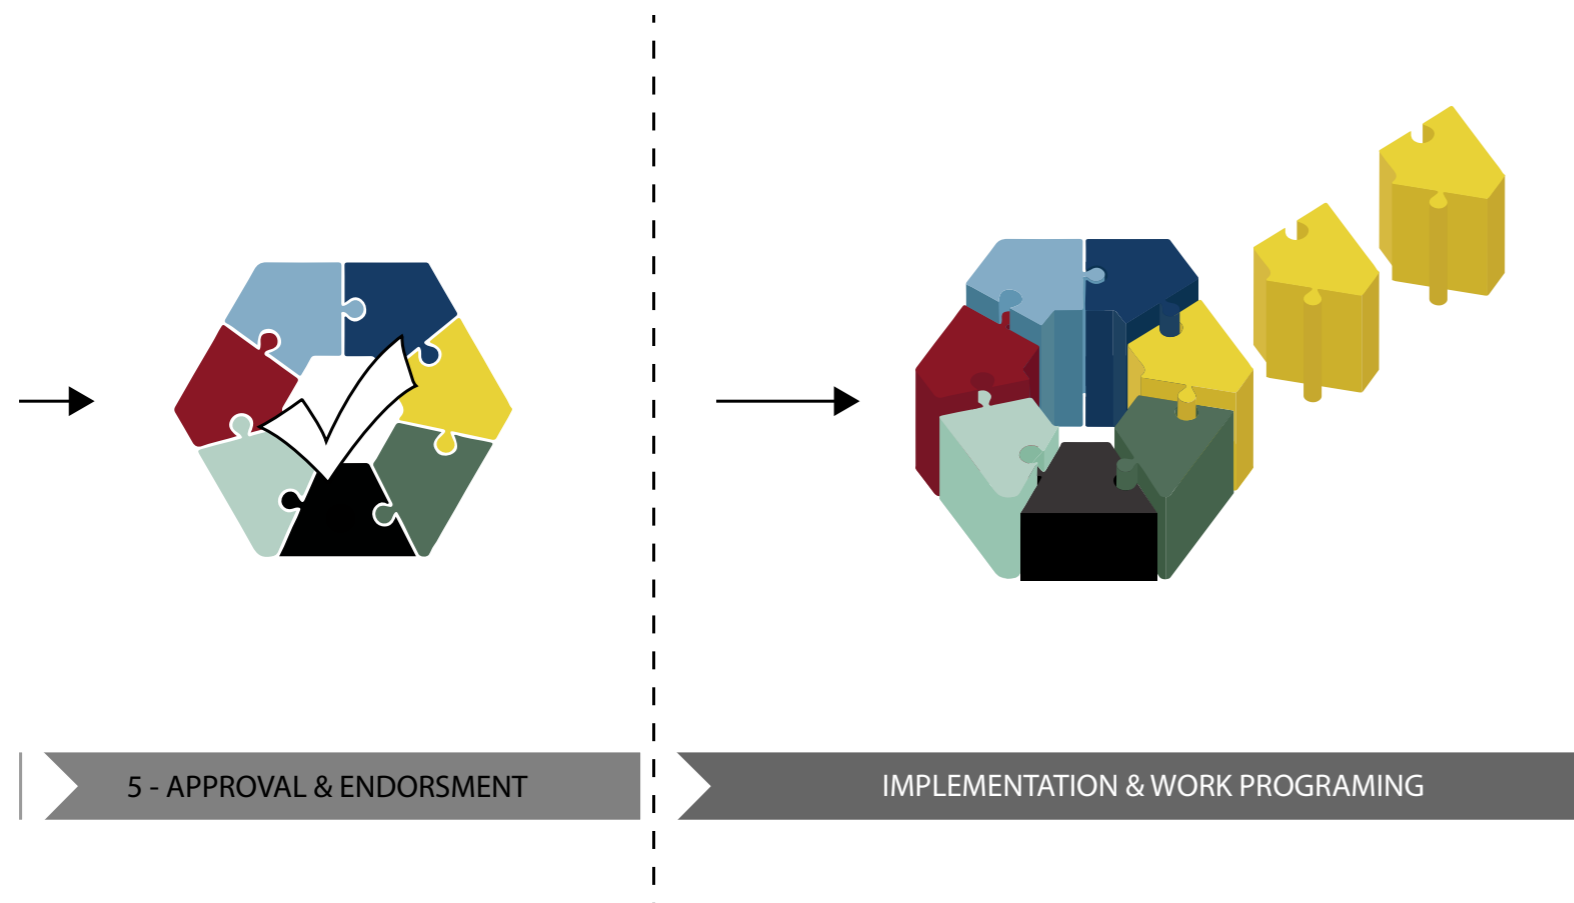 5 - APPROVAL & ENDORSMENT
IMPLEMENTATION & WORK PROGRAMING